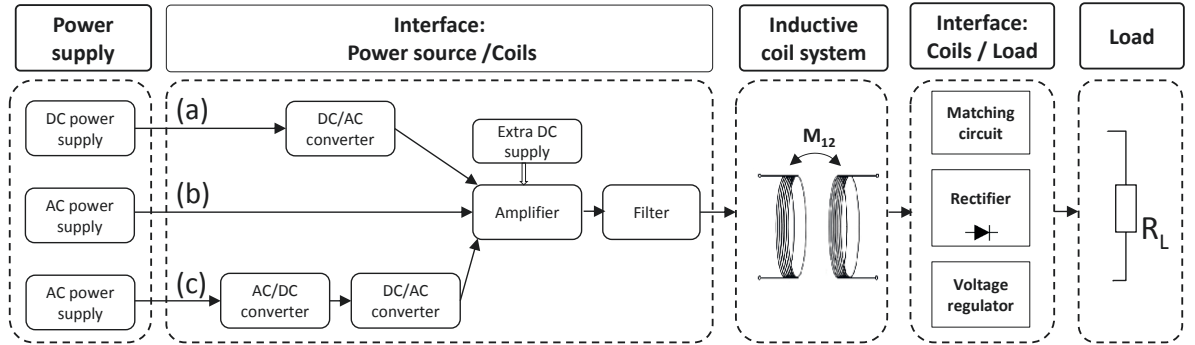 Power
supply
Interface:
Power source /Coils
Inductive
coil system
Interface:
Coils / Load
Load
DC power
supply
(a)
DC/AC
converter
Extra DC
supply
AC power
supply
(b)
Amplifier
Filter
AC power
supply
(c)
AC/DC
converter
DC/AC
converter
M12
Matching
circuit
Rectifier
Voltage
regulator
RL